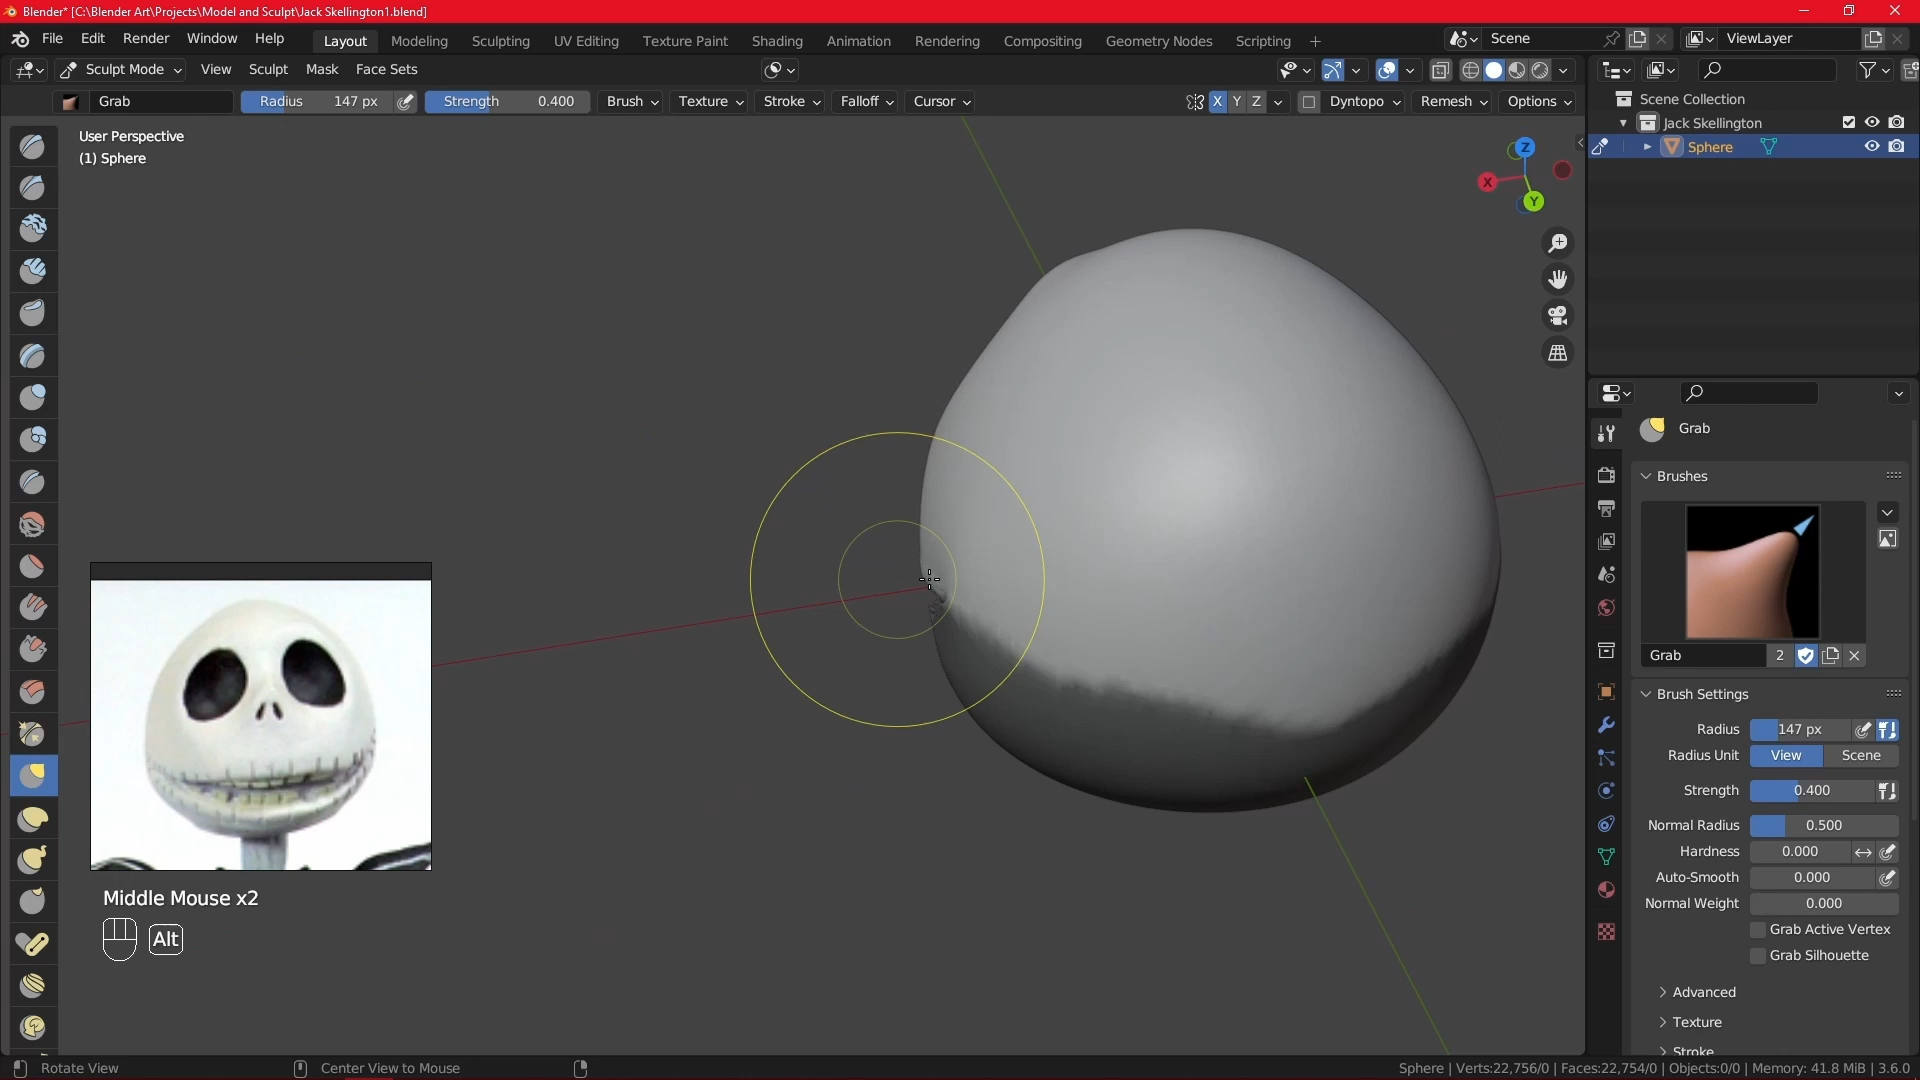 Blender* [C:\Blender Art\Projects\Model and Sculpt\Jack Skellington1.blend]
File Edit Render Window Help Layout Modeling Sculpting UV Editing Texture Paint Shading Animation Rendering Compositing Geometry Nodes Scripting + Scene ViewLayer
Sculpt Mode View Sculpt Mask Face Sets
Grab Radius 147 px Strength 0.400 Brush Texture Stroke Falloff Cursor X Y Z Dyntopo Remesh Options
User Perspective
(1) Sphere
Z
X
Y
Middle Mouse x2
Alt
Scene Collection
Jack Skellington
Sphere
Grab
Brushes
Grab 2
Brush Settings
Radius 147 px
Radius Unit View Scene
Strength 0.400
Normal Radius 0.500
Hardness 0.000
Auto-Smooth 0.000
Normal Weight 0.000
Grab Active Vertex
Grab Silhouette
Advanced
Texture
Stroke
Rotate View Center View to Mouse Sphere | Verts:22,756/0 | Faces:22,754/0 | Objects:0/0 | Memory: 41.8 MiB | 3.6.0